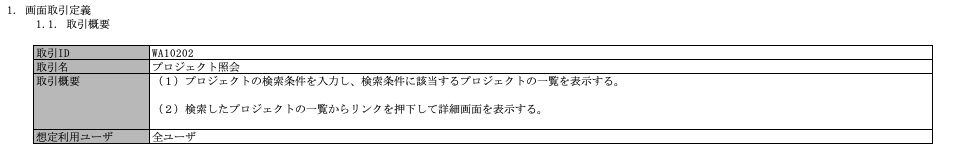 1. 画面取引定義
1.1. 取引概要
取引ID WA10202
取引名 プロジェクト照会
取引概要 (1)プロジェクトの検索条件を入力し、検索条件に該当するプロジェクトの一覧を表示する。
(2)検索したプロジェクトの一覧からリンクを押下して詳細画面を表示する。
想定利用ユーザ 全ユーザ